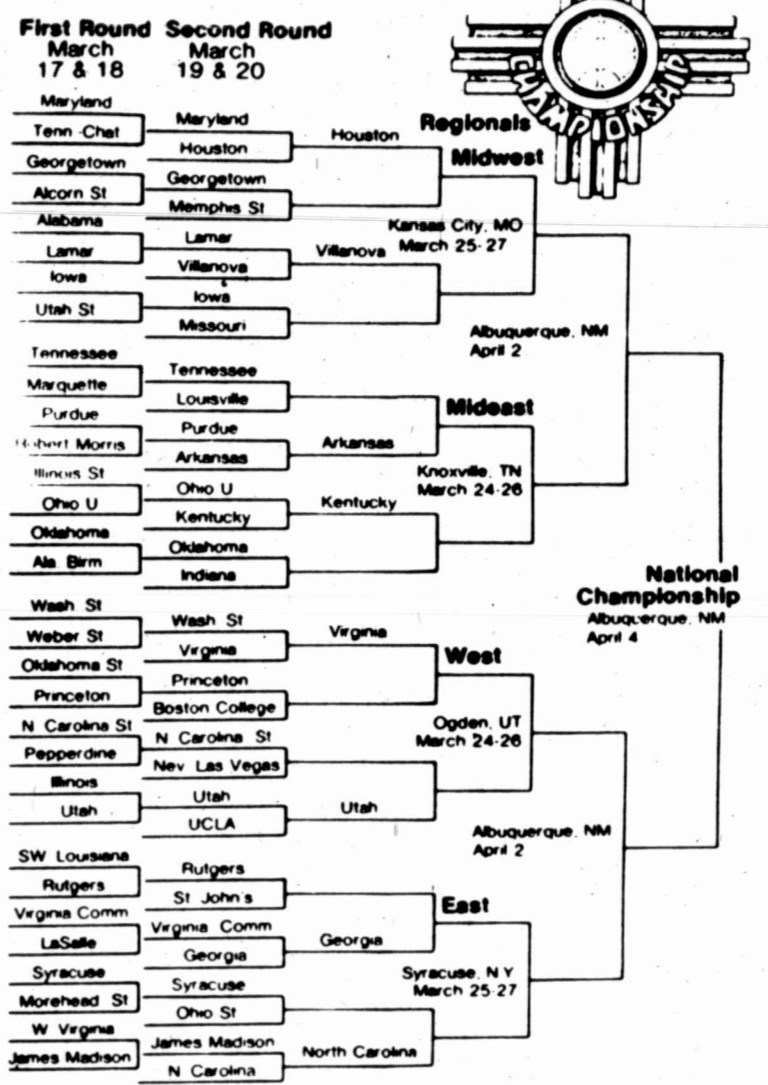 CHAMPIONSHIP
First Round
March
17 & 18
Second Round
March
19 & 20
Maryland
Tenn -Chat
Georgetown
Alcorn St
Alabama
Lamar
Iowa
Utah St
Tennessee
Marquette
Purdue
Robert Morris
Illinois St
Ohio U
Oklahoma
Ala Birm
Wash St
Weber St
Oklahoma St
Princeton
N Carolina St
Pepperdine
Illinois
Utah
SW Louisiana
Rutgers
Virginia Comm
LaSalle
Syracuse
Morehead St
W Virginia
James Madison
Maryland
Houston
Georgetown
Memphis St
Lamar
Villanova
Iowa
Missouri
Tennessee
Louisville
Purdue
Arkansas
Ohio U
Kentucky
Oklahoma
Indiana
Wash St
Virginia
Princeton
Boston College
N Carolina St
Nev Las Vegas
Utah
UCLA
Rutgers
St John's
Virginia Comm
Georgia
Syracuse
Ohio St
James Madison
N Carolina
Houston
Villanova
Arkansas
Kentucky
Virginia
Utah
Georgia
North Carolina
Regionals
Midwest
Kansas City, MO
March 25-27
Mideast
Knoxville, TN
March 24-26
West
Ogden, UT
March 24-26
East
Syracuse, N Y
March 25-27
Albuquerque, NM
April 2
Albuquerque, NM
April 2
National
Championship
Albuquerque, NM
April 4